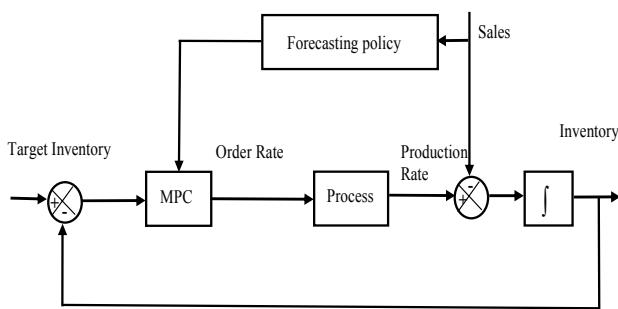 Forecasting policy
Sales
Target Inventory
Order Rate
Production
Rate
Inventory
+
-
MPC
Process
-
+
∫